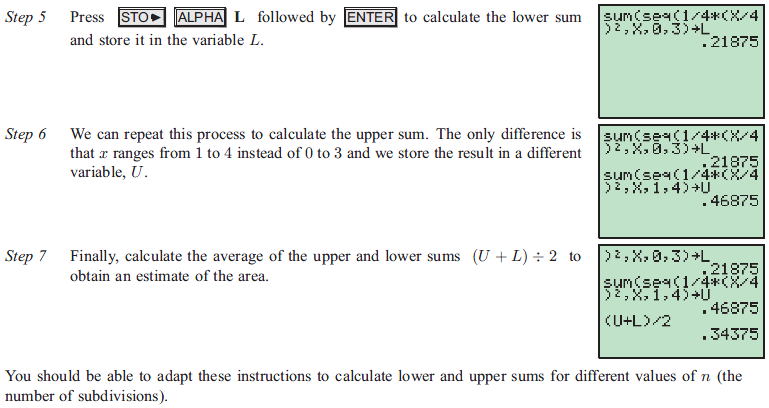 Step 5 Press STO► ALPHA L followed by ENTER to calculate the lower sum
and store it in the variable L.
sum(seq(1/4*(X/4
)²,X,0,3)→L
.21875
Step 6 We can repeat this process to calculate the upper sum. The only difference is
that x ranges from 1 to 4 instead of 0 to 3 and we store the result in a different
variable, U.
sum(seq(1/4*(X/4
)²,X,0,3)→L
.21875
sum(seq(1/4*(X/4
)²,X,1,4)→U
.46875
Step 7 Finally, calculate the average of the upper and lower sums (U + L) ÷ 2 to
obtain an estimate of the area.
)²,X,0,3)→L
.21875
sum(seq(1/4*(X/4
)²,X,1,4)→U
.46875
(U+L)/2
.34375
You should be able to adapt these instructions to calculate lower and upper sums for different values of n (the
number of subdivisions).